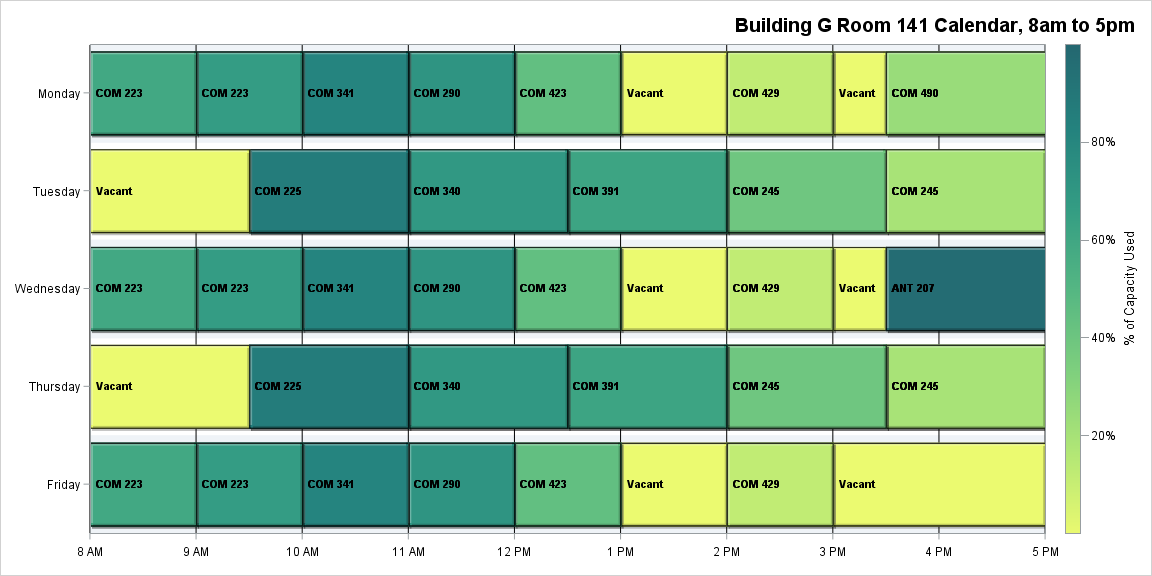 Building G Room 141 Calendar, 8am to 5pm
Monday
COM 223
COM 223
COM 341
COM 290
COM 423
Vacant
COM 429
Vacant
COM 490
Tuesday
Vacant
COM 225
COM 340
COM 391
COM 245
COM 245
Wednesday
COM 223
COM 223
COM 341
COM 290
COM 423
Vacant
COM 429
Vacant
ANT 207
Thursday
Vacant
COM 225
COM 340
COM 391
COM 245
COM 245
Friday
COM 223
COM 223
COM 341
COM 290
COM 423
Vacant
COM 429
Vacant
8 AM
9 AM
10 AM
11 AM
12 PM
1 PM
2 PM
3 PM
4 PM
5 PM
80%
60%
40%
20%
% of Capacity Used